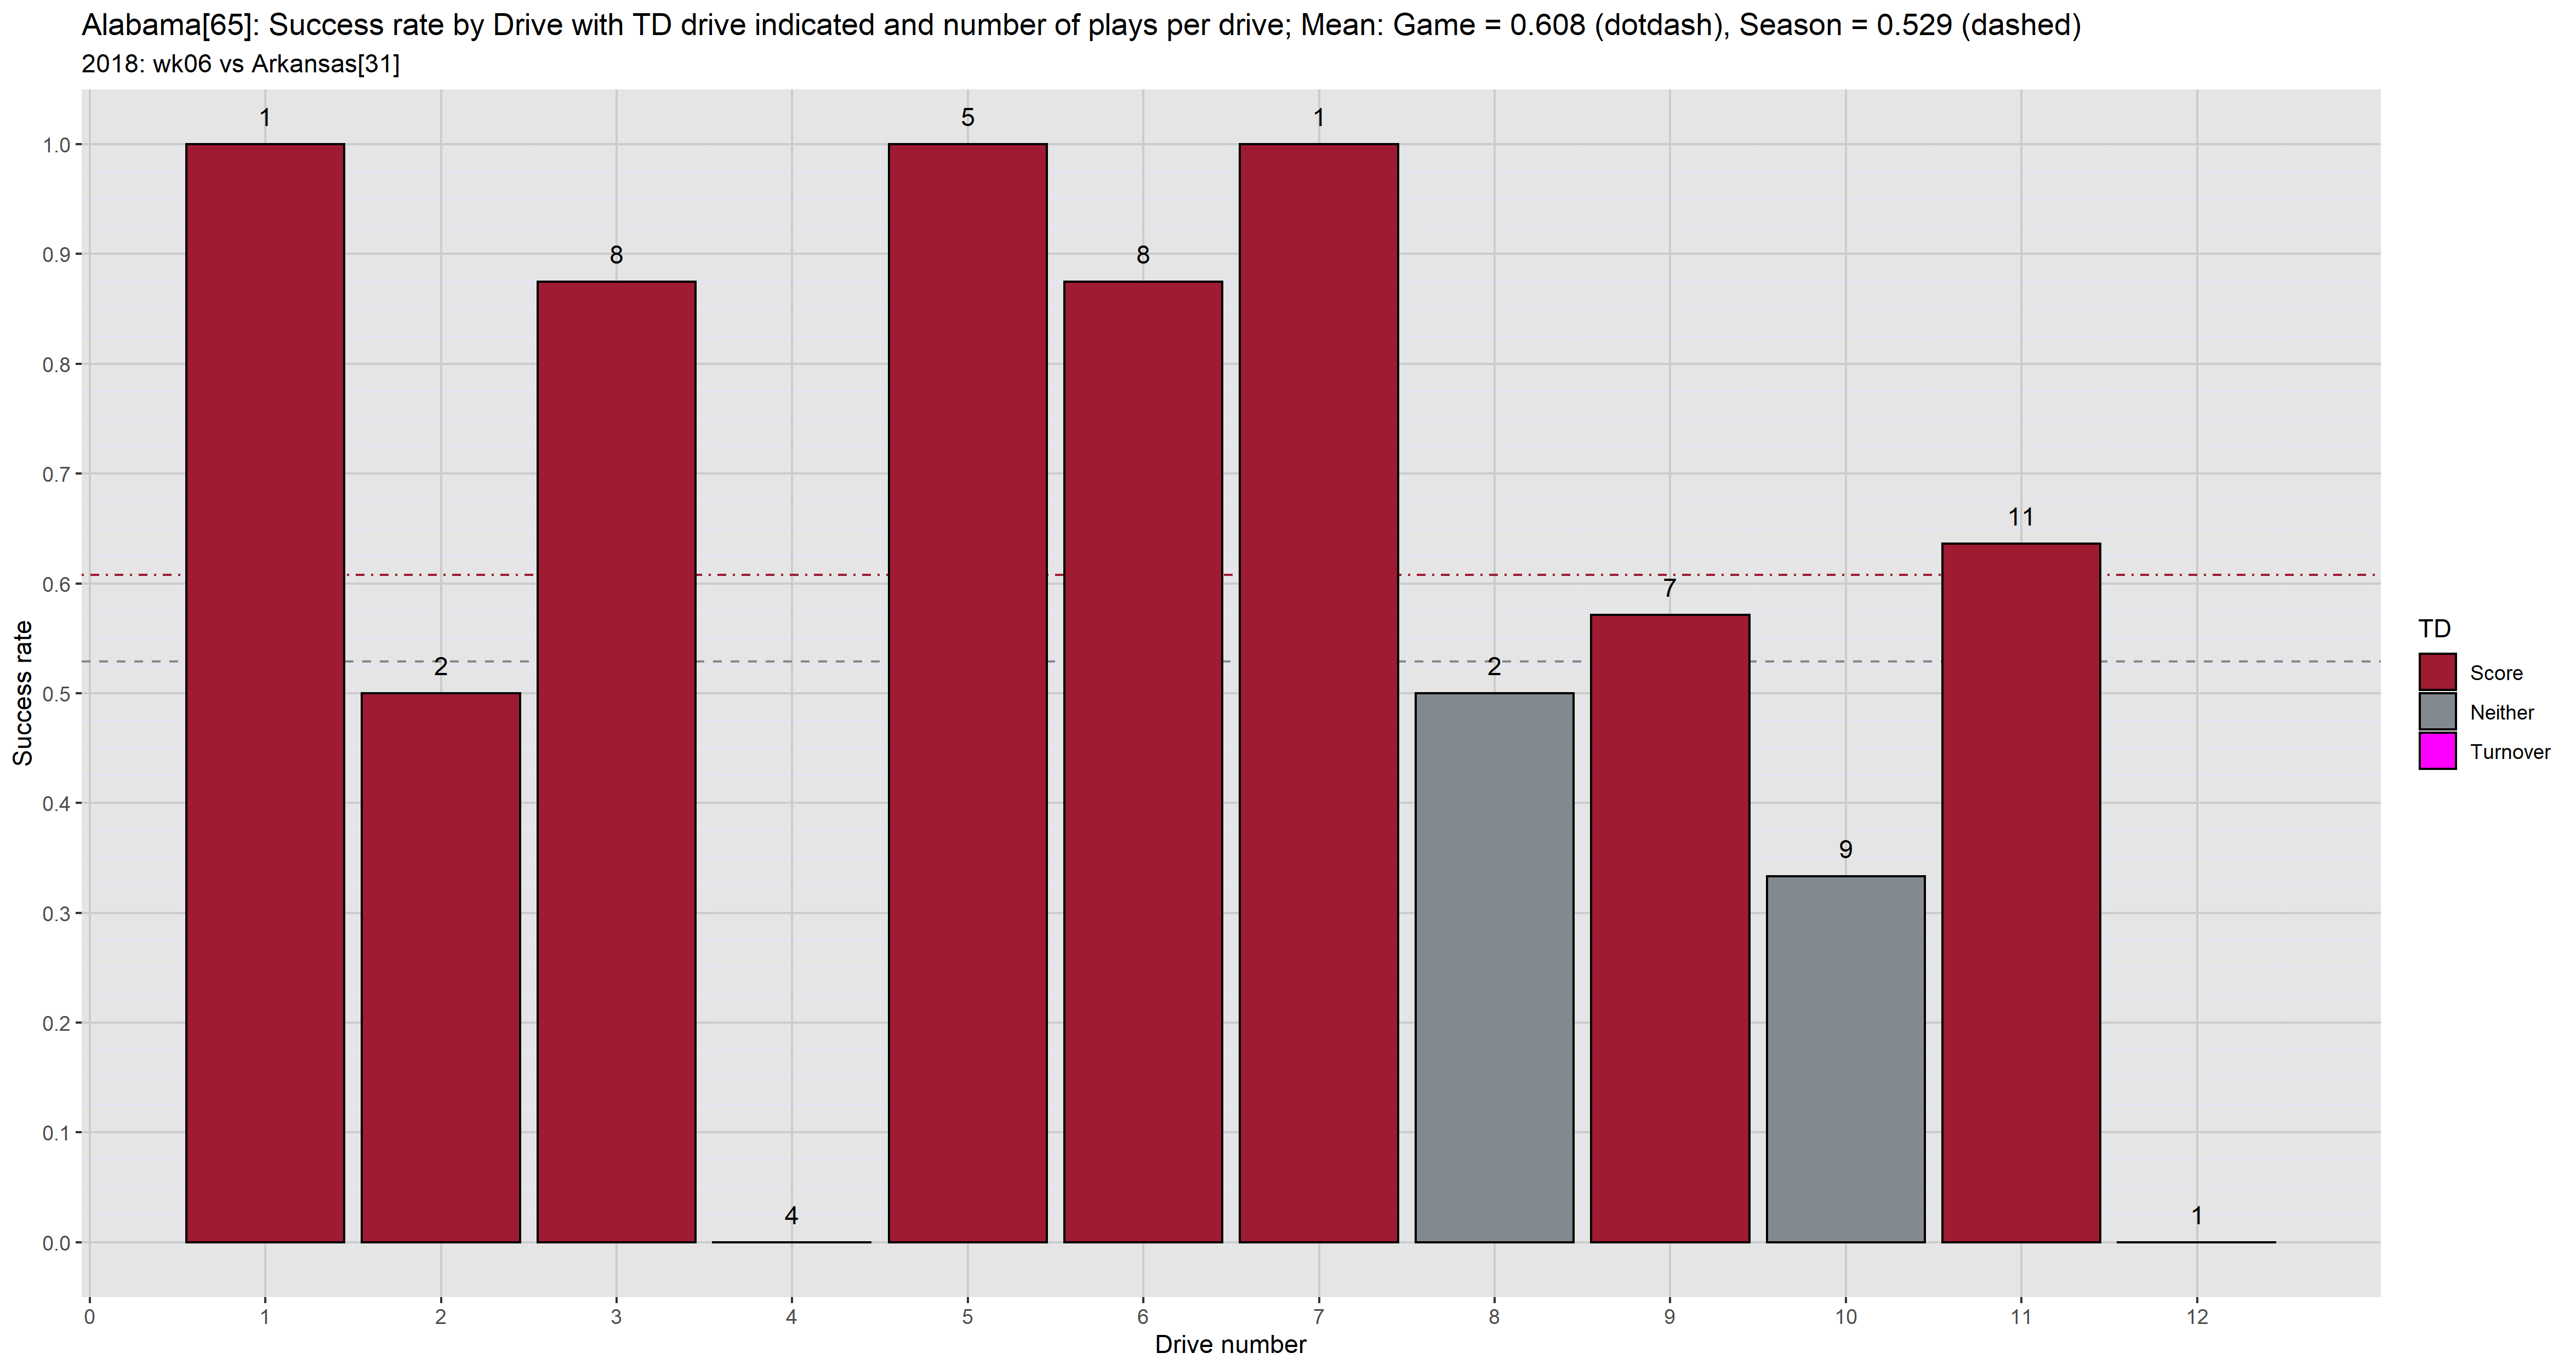 Alabama[65]: Success rate by Drive with TD drive indicated and number of plays per drive; Mean: Game = 0.608 (dotdash), Season = 0.529 (dashed)
2018: wk06 vs Arkansas[31]
1 5 1
1.0
8 8
0.9
0.8
0.7
11
0.6
7
2 2
0.5
0.4
9
0.3
0.2
0.1
4 1
0.0
0 1 2 3 4 5 6 7 8 9 10 11 12
Drive number
Success rate
TD
Score
Neither
Turnover